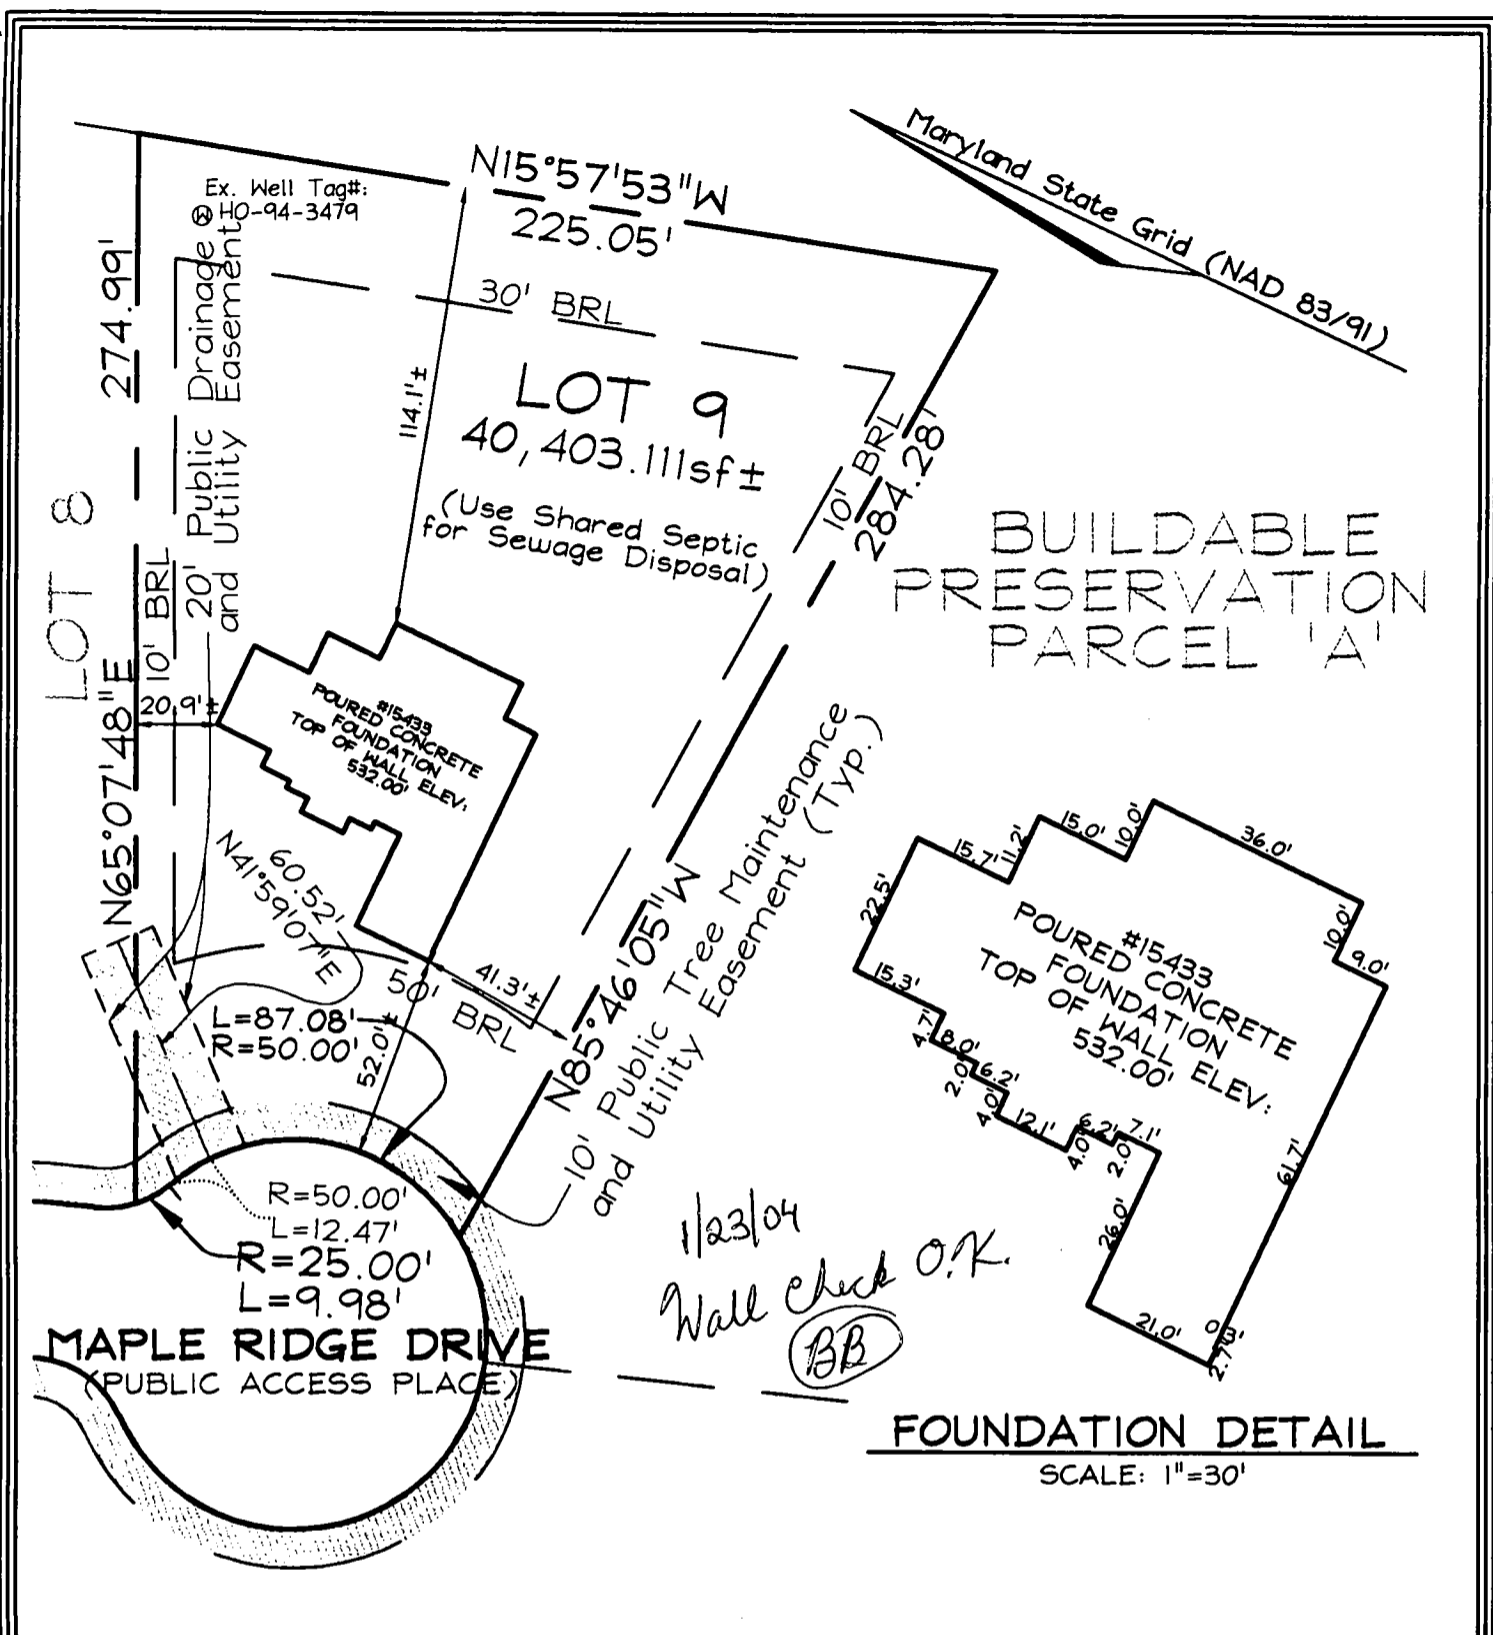 Maryland State Grid (NAD 83/91)
N15°57'53"W
225.05'
Ex. Well Tag#:
W HO-94-3479
274.99'
N65°07'48"E
LOT 8
20' Public Drainage
and Utility Easement
10' BRL
30' BRL
114.1'±
LOT 9
40,403.111sf±
(Use Shared Septic
for Sewage Disposal)
10' BRL
284.28'
N85°46'05"W
BUILDABLE
PRESERVATION
PARCEL 'A'
20.9'±
#15433
POURED CONCRETE
FOUNDATION
TOP OF WALL ELEV:
532.00'
60.52'
N41°59'07"E
50'
BRL
41.3'±
52.0'±
L=87.08'
R=50.00'
10' Public Tree Maintenance
and Utility Easement (Typ.)
R=50.00'
L=12.47'
R=25.00'
L=9.98'
MAPLE RIDGE DRIVE
(PUBLIC ACCESS PLACE)
1/23/04
Wall Check O.K.
BB
15.7'
11.2'
15.0'
10.0'
36.0'
10.0'
9.0'
22.5'
15.3'
4.7'
8.0'
2.0'
6.2'
4.0'
12.1'
4.0'
6.2'
2.0'
7.1'
26.0'
21.0'
2.7'
0.3'
61.7'
#15433
POURED CONCRETE
FOUNDATION
TOP OF WALL ELEV:
532.00'
FOUNDATION DETAIL
SCALE: 1"=30'